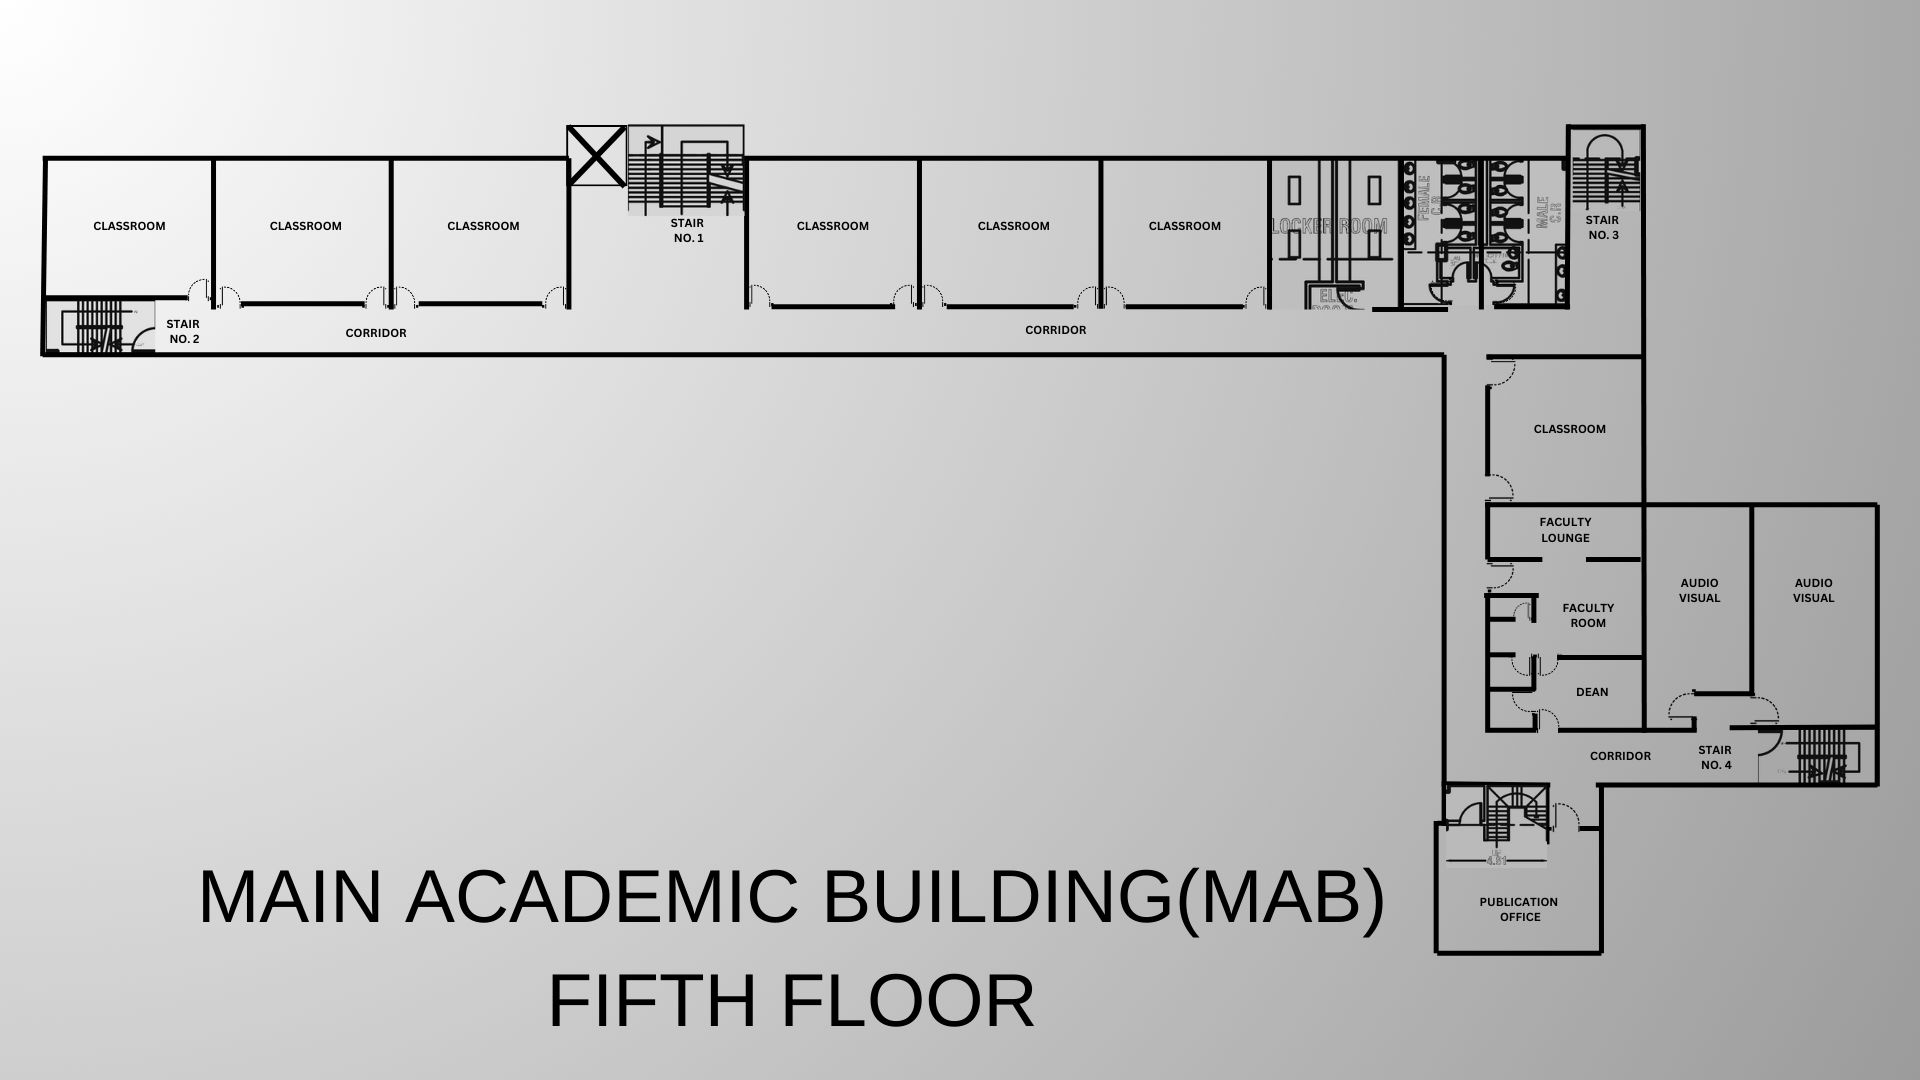 CLASSROOM
CLASSROOM
CLASSROOM
STAIR
NO. 1
CLASSROOM
CLASSROOM
CLASSROOM
LOCKER ROOM
ELEC.
FEMALE
C.R
MALE
C.R
STAIR
NO. 3
STAIR
NO. 2
CORRIDOR
CORRIDOR
CLASSROOM
FACULTY
LOUNGE
FACULTY
ROOM
DEAN
AUDIO
VISUAL
AUDIO
VISUAL
CORRIDOR
STAIR
NO. 4
PUBLICATION
OFFICE
MAIN ACADEMIC BUILDING(MAB)
FIFTH FLOOR